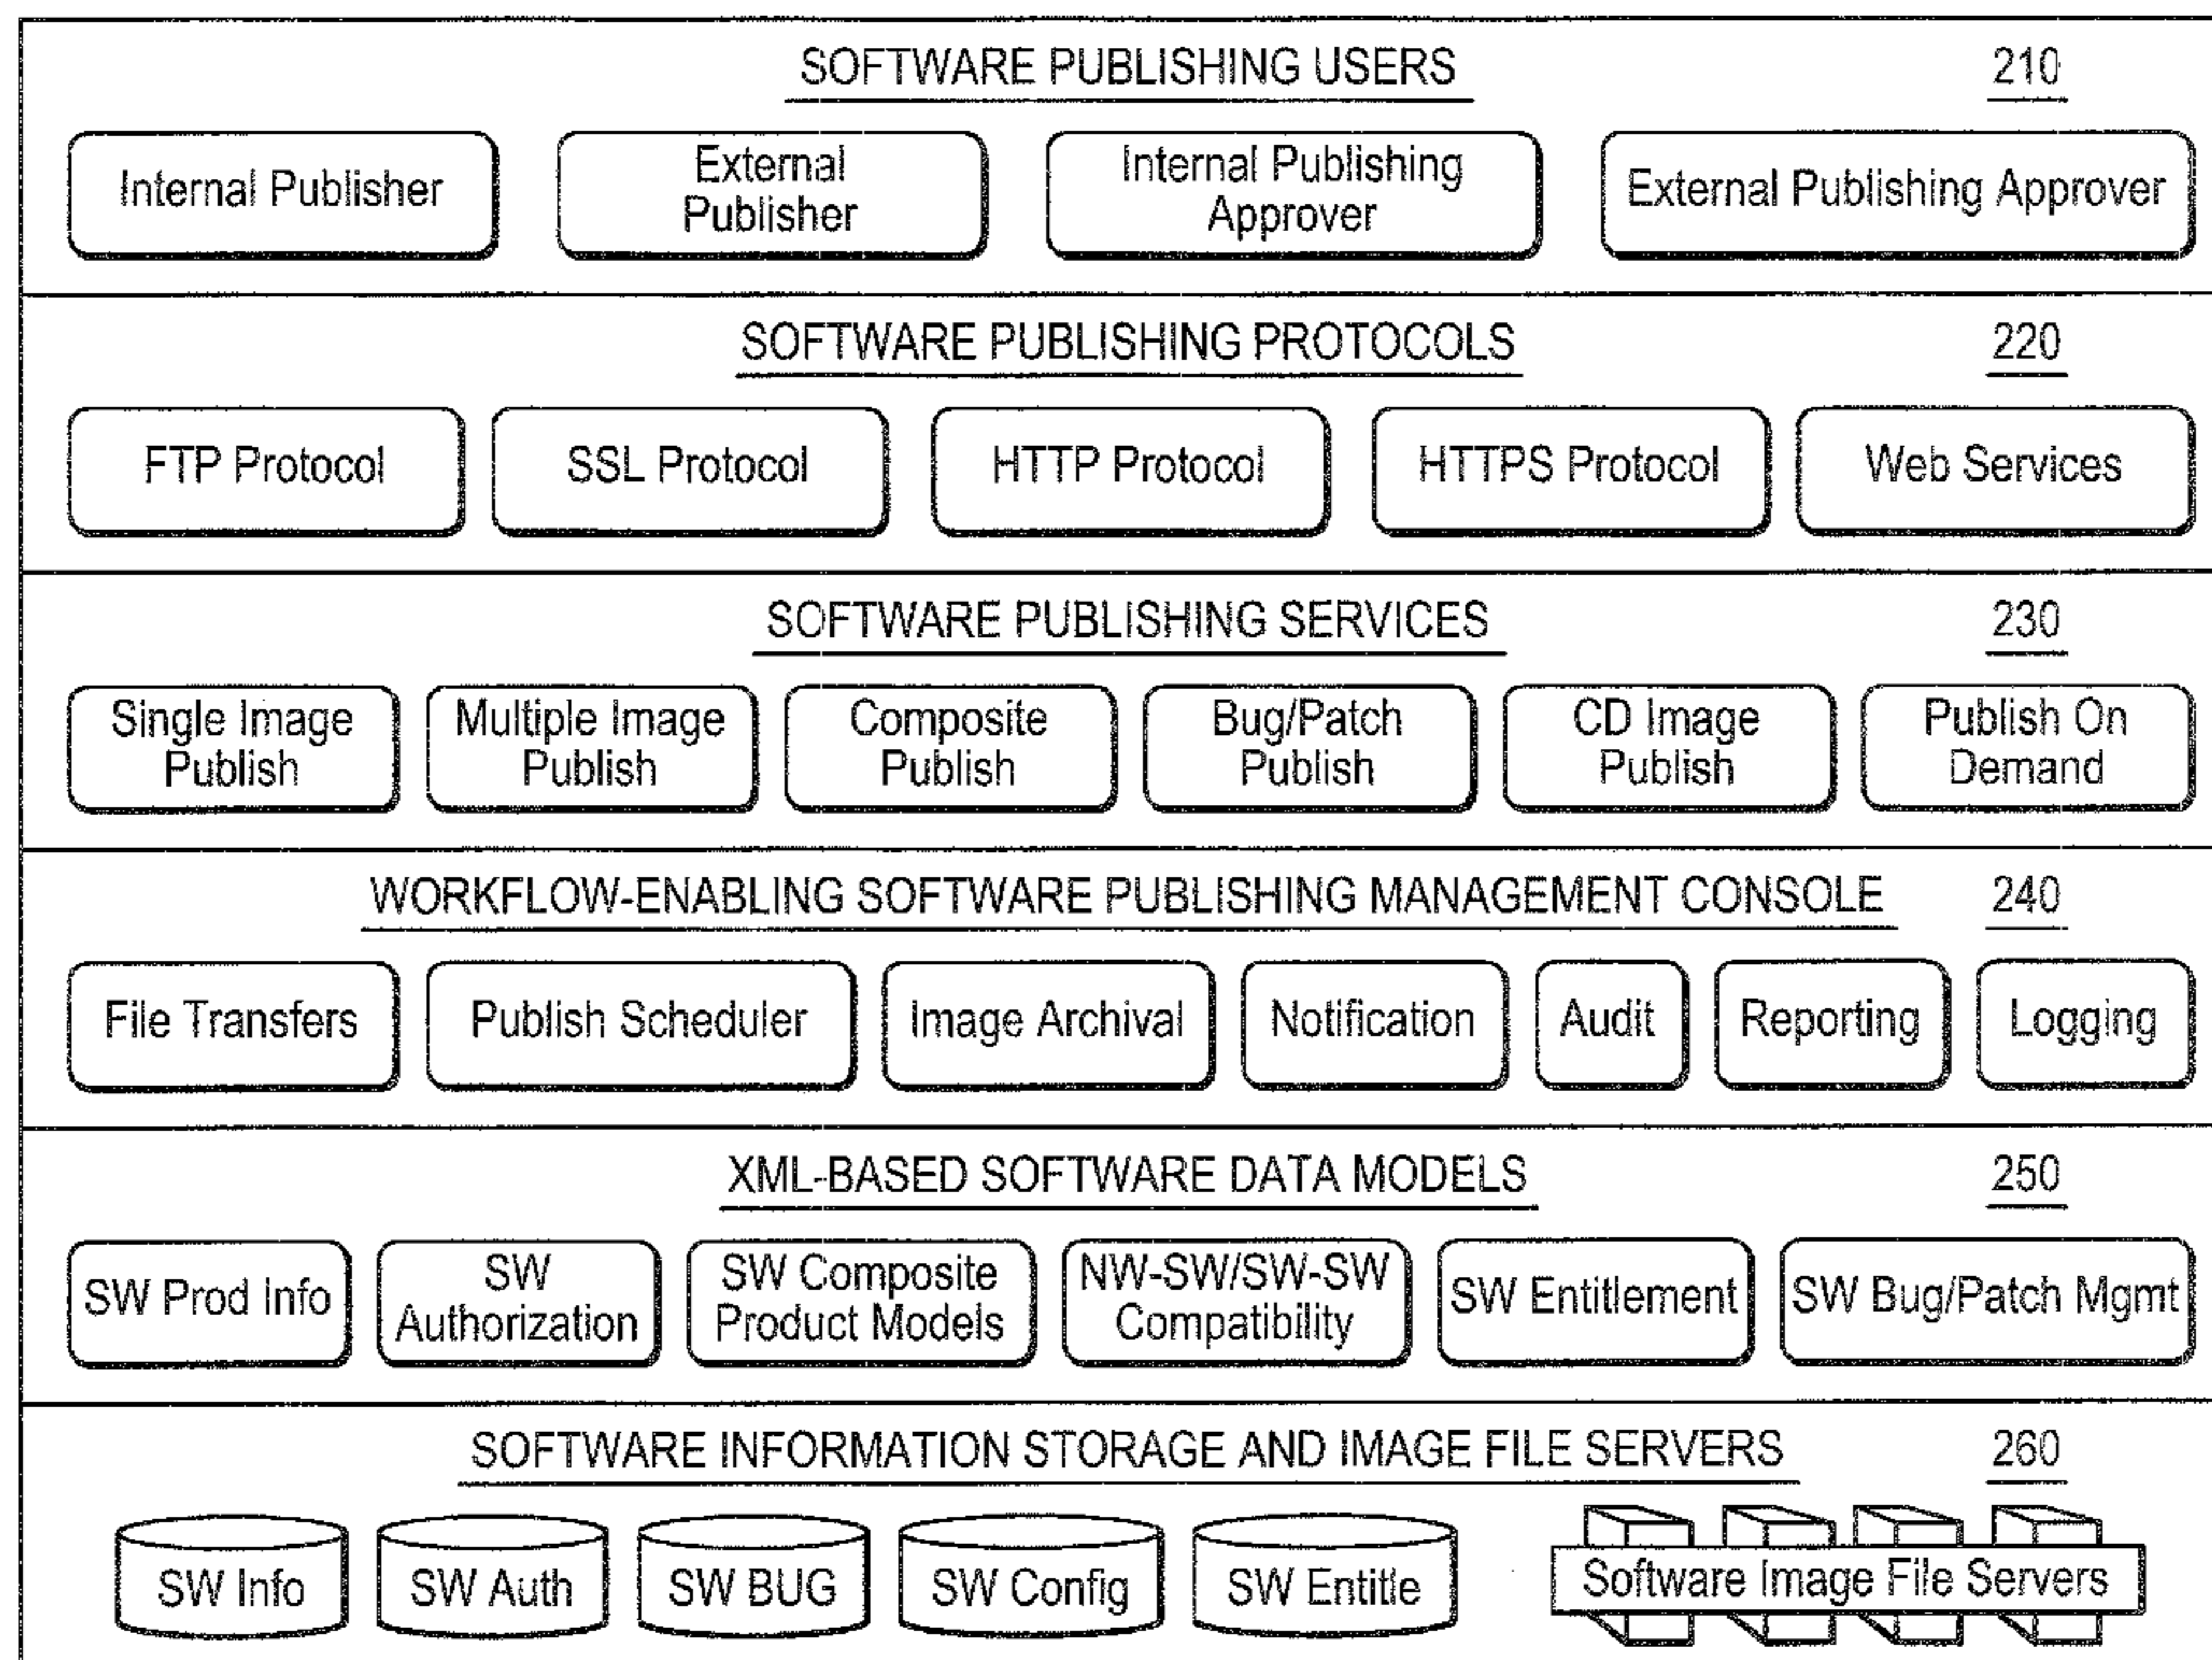 SOFTWARE PUBLISHING USERS 210
Internal Publisher
External
Publisher
Internal Publishing
Approver
External Publishing Approver
SOFTWARE PUBLISHING PROTOCOLS 220
FTP Protocol
SSL Protocol
HTTP Protocol
HTTPS Protocol
Web Services
SOFTWARE PUBLISHING SERVICES 230
Single Image
Publish
Multiple Image
Publish
Composite
Publish
Bug/Patch
Publish
CD Image
Publish
Publish On
Demand
WORKFLOW-ENABLING SOFTWARE PUBLISHING MANAGEMENT CONSOLE 240
File Transfers
Publish Scheduler
Image Archival
Notification
Audit
Reporting
Logging
XML-BASED SOFTWARE DATA MODELS 250
SW Prod Info
SW
Authorization
SW Composite
Product Models
NW-SW/SW-SW
Compatibility
SW Entitlement
SW Bug/Patch Mgmt
SOFTWARE INFORMATION STORAGE AND IMAGE FILE SERVERS 260
SW Info
SW Auth
SW BUG
SW Config
SW Entitle
Software Image File Servers